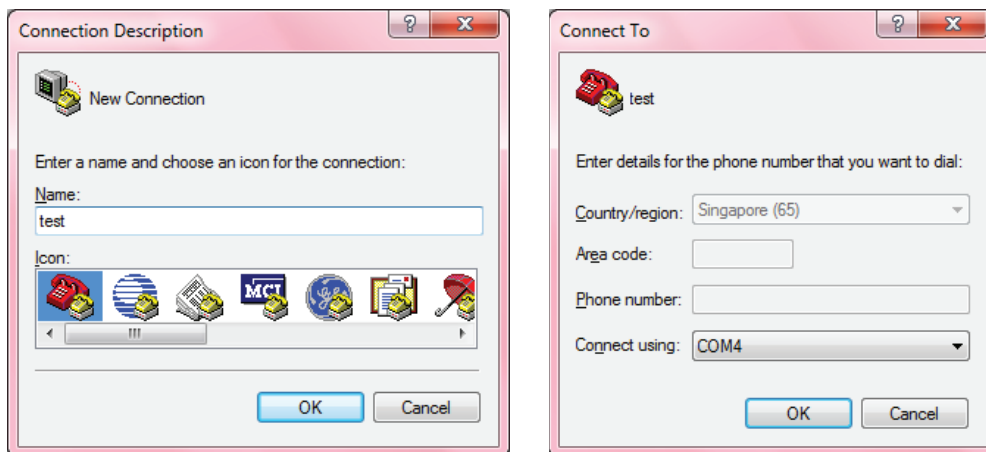 Connection Description
New Connection
Enter a name and choose an icon for the connection:
Name:
test
Icon:
MCI
OK
Cancel
Connect To
test
Enter details for the phone number that you want to dial:
Country/region:
Singapore (65)
Area code:
Phone number:
Connect using:
COM4
OK
Cancel